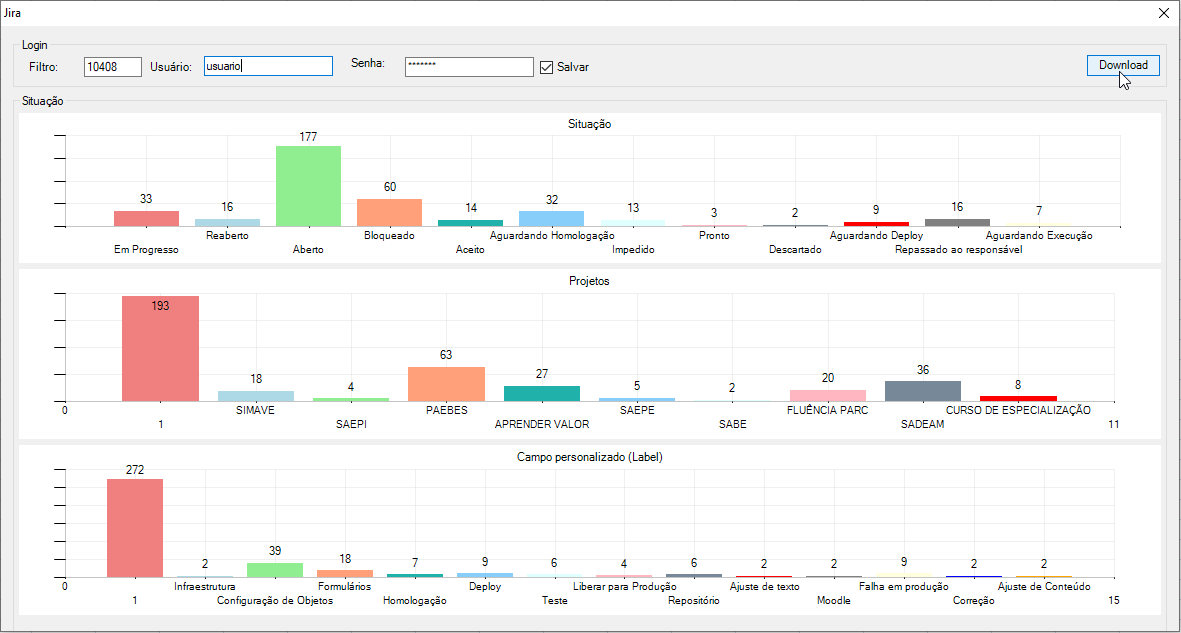 Jira
Login
Filtro: 10408 Usuário: usuario Senha: ******* Salvar Download
Situação
Situação
33 16 177 60 14 32 13 3 2 9 16 7
Reaberto Bloqueado Aguardando Homologação Pronto Aguardando Deploy Aguardando Execução
Em Progresso Aberto Aceito Impedido Descartado Repassado ao responsável
Projetos
193 18 4 63 27 5 2 20 36 8
0 SIMAVE PAEBES SAEPE FLUÊNCIA PARC CURSO DE ESPECIALIZAÇÃO
1 SAEPI APRENDER VALOR SABE SADEAM 11
Campo personalizado (Label)
272 2 39 18 7 9 6 4 6 2 2 9 2 2
0 Infraestrutura Formulários Deploy Liberar para Produção Ajuste de texto Falha em produção Ajuste de Conteúdo
1 Configuração de Objetos Homologação Teste Repositório Moodle Correção 15